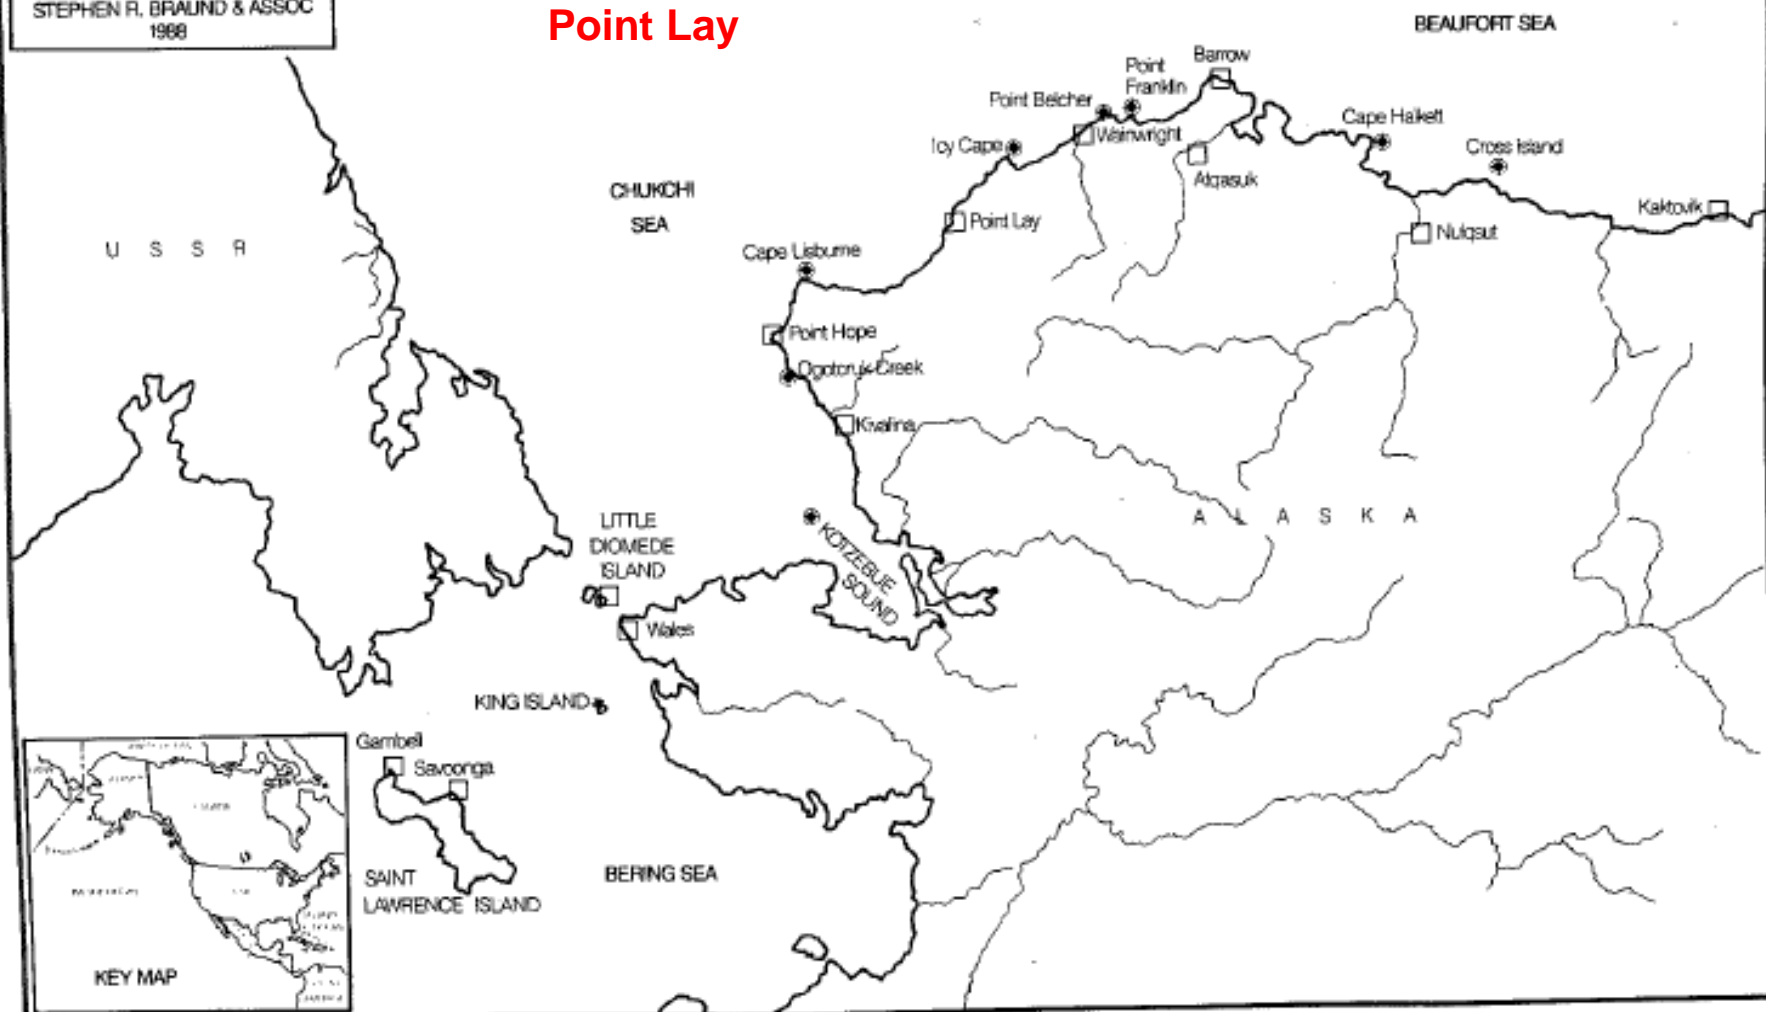 STEPHEN R. BRAUND & ASSOC
1988
Point Lay
BEAUFORT SEA
Barrow
Point
Franklin
Point Belcher
Wainwright
Icy Cape
Cape Halkett
Cross Island
Atqasuk
CHUKCHI
SEA
Point Lay
Kaktovik
Nuiqsut
U S S R
Cape Lisburne
Point Hope
Ogotoruk Creek
Kivalina
A L A S K A
LITTLE
DIOMEDE
ISLAND
KOTZEBUE
SOUND
Wales
KING ISLAND
Gambell
Savoonga
SAINT
LAWRENCE ISLAND
BERING SEA
KEY MAP